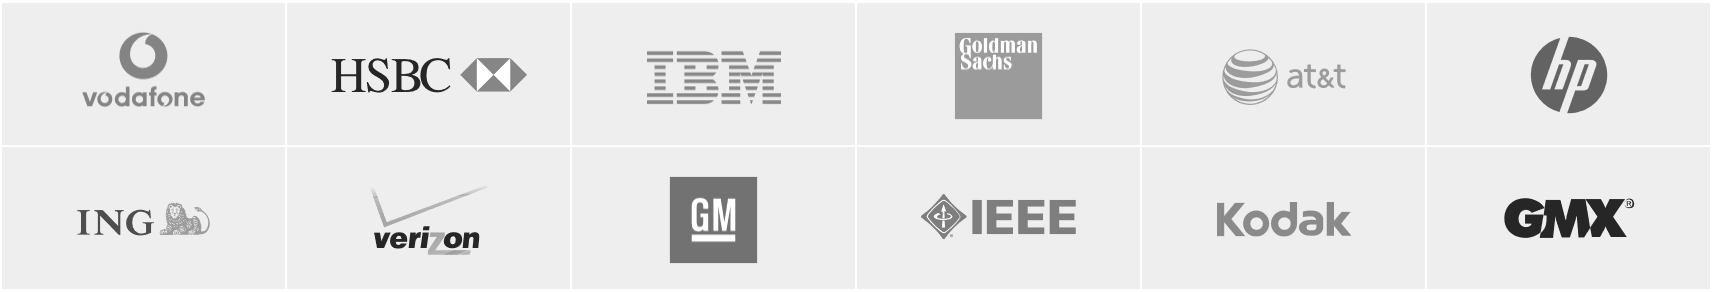 vodafone
HSBC
IBM
Goldman
Sachs
at&t
hp
ING
verizon
GM
IEEE
Kodak
GMX®